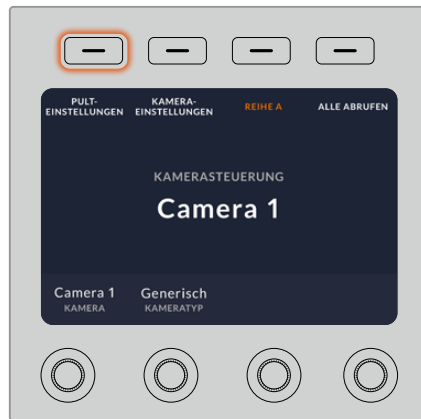 PULT-
EINSTELLUNGEN
KAMERA-
EINSTELLUNGEN
REIHE A
ALLE ABRUFEN
KAMERASTEUERUNG
Camera 1
Camera 1
KAMERA
Generisch
KAMERATYP